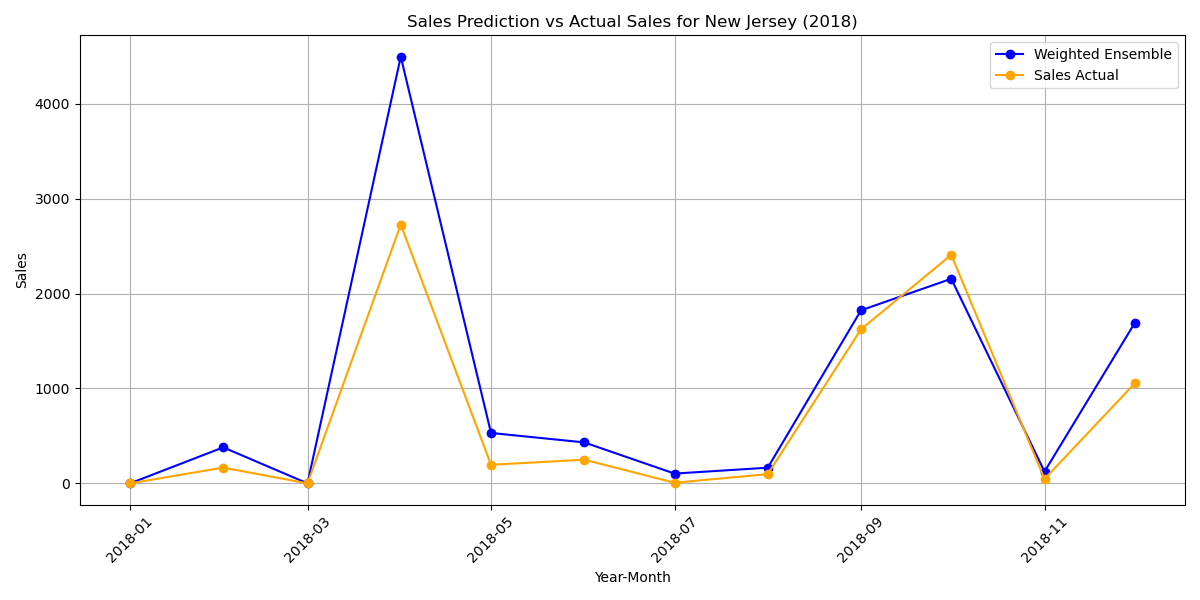 Sales Prediction vs Actual Sales for New Jersey (2018)
Weighted Ensemble
Sales Actual
Sales
4000
3000
2000
1000
0
2018-01
2018-03
2018-05
2018-07
2018-09
2018-11
Year-Month